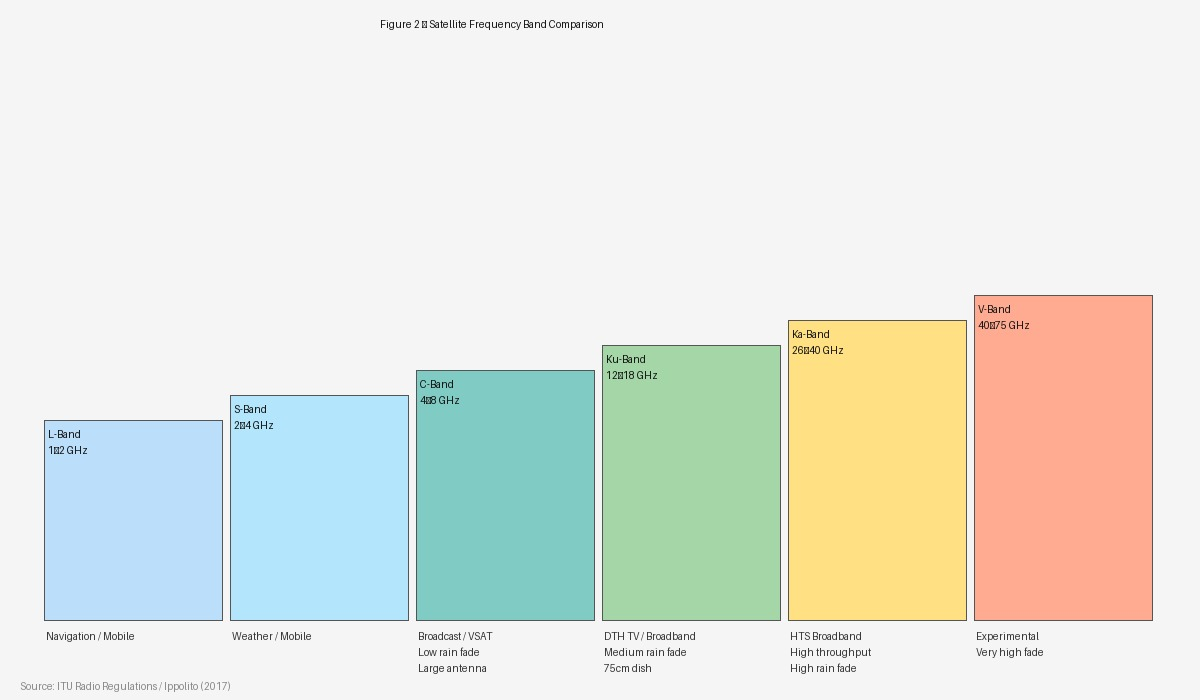 Figure 2 ▯ Satellite Frequency Band Comparison
L-Band
1▯2 GHz
S-Band
2▯4 GHz
C-Band
4▯8 GHz
Ku-Band
12▯18 GHz
Ka-Band
26▯40 GHz
V-Band
40▯75 GHz
Navigation / Mobile
Weather / Mobile
Broadcast / VSAT
Low rain fade
Large antenna
DTH TV / Broadband
Medium rain fade
75cm dish
HTS Broadband
High throughput
High rain fade
Experimental
Very high fade
Source: ITU Radio Regulations / Ippolito (2017)